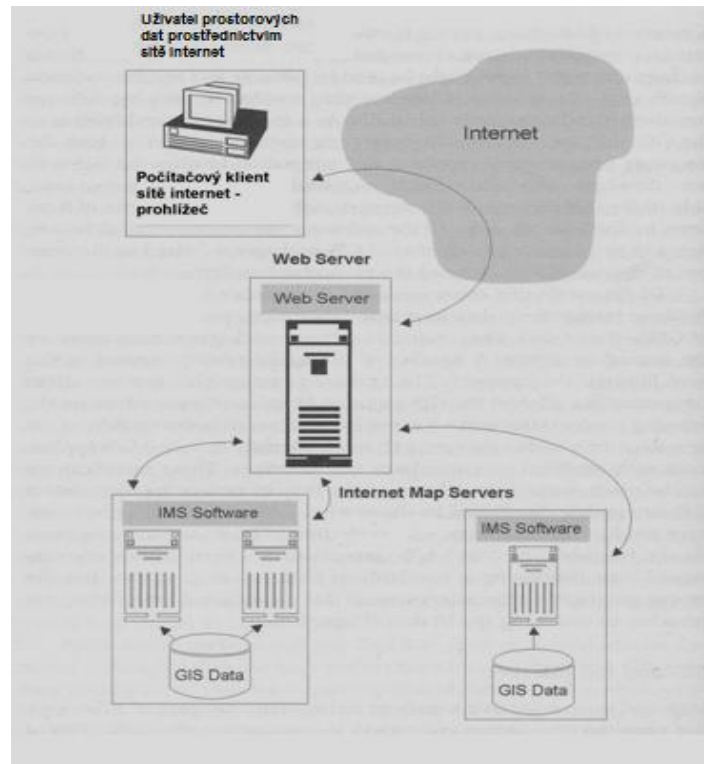 Uživatel prostorových
dat prostřednictvím
sítě internet
Internet
Počítačový klient
sítě internet -
prohlížeč
Web Server
Web Server
Internet Map Servers
IMS Software
IMS Software
GIS Data
GIS Data